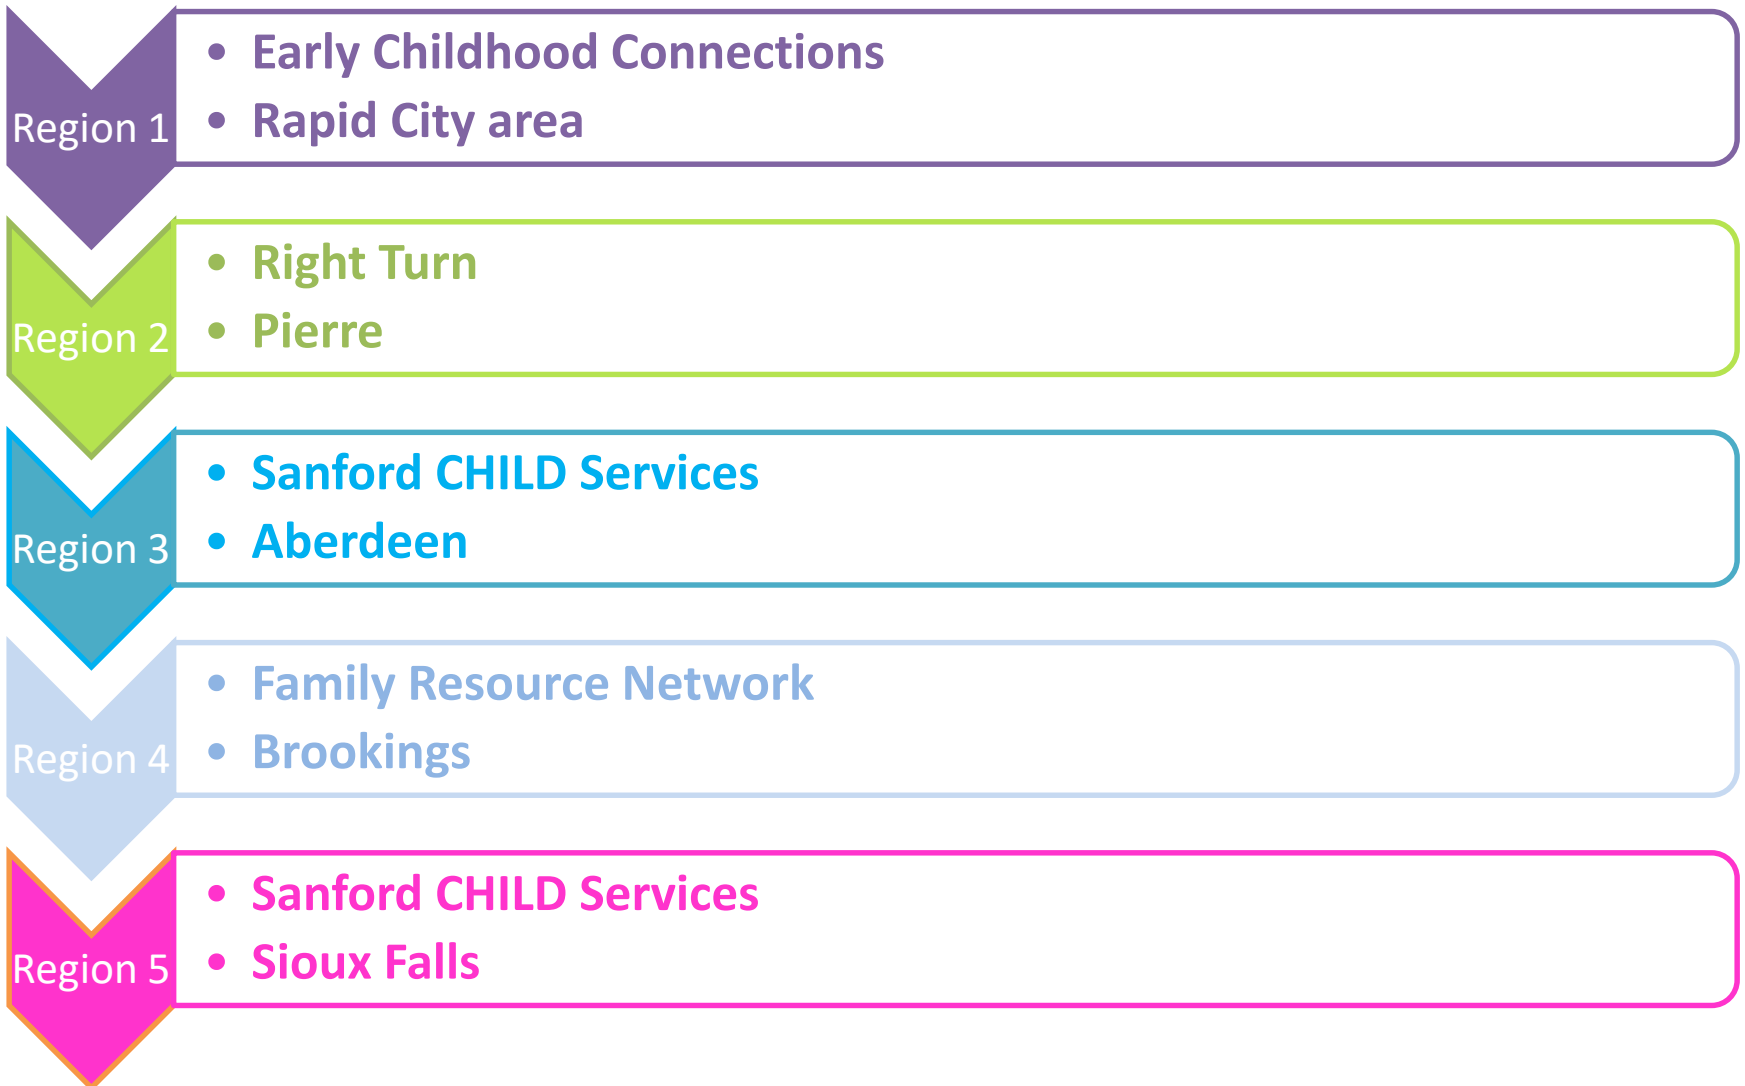 Region 1
• Early Childhood Connections
• Rapid City area
Region 2
• Right Turn
• Pierre
Region 3
• Sanford CHILD Services
• Aberdeen
Region 4
• Family Resource Network
• Brookings
Region 5
• Sanford CHILD Services
• Sioux Falls